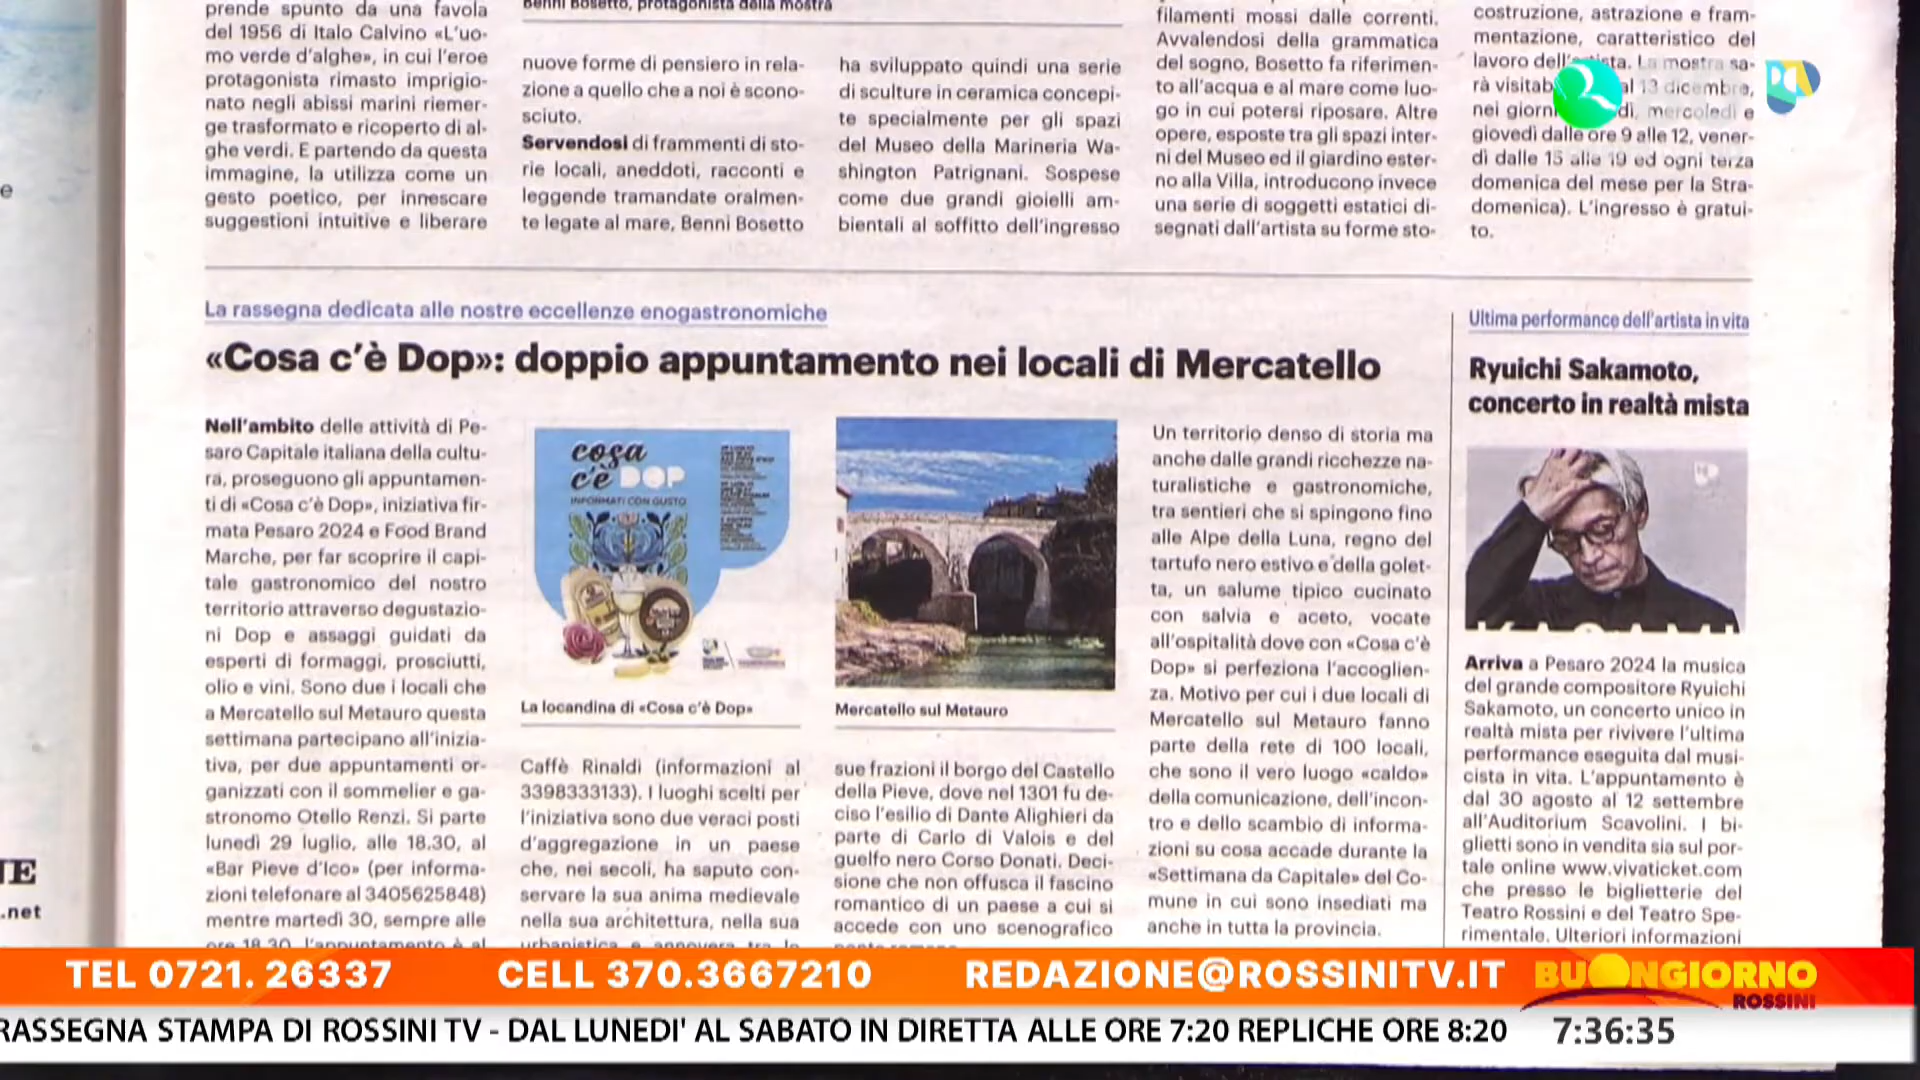 prende spunto da una favola
del 1956 di Italo Calvino «L'uo-
mo verde d'alghe», in cui l'eroe
protagonista rimasto imprigio-
nato negli abissi marini riemer-
ge trasformato e ricoperto di al-
ghe verdi. E partendo da questa
immagine, la utilizza come un
gesto poetico, per innescare
suggestioni intuitive e liberare
Benni Bosetto, protagonista della mostra
nuove forme di pensiero in rela-
zione a quello che a noi è scono-
sciuto.
Servendosi di frammenti di sto-
rie locali, aneddoti, racconti e
leggende tramandate oralmen-
te legate al mare, Benni Bosetto
ha sviluppato quindi una serie
di sculture in ceramica concepi-
te specialmente per gli spazi
del Museo della Marineria Wa-
shington Patrignani. Sospese
come due grandi gioielli am-
bientali al soffitto dell'ingresso
filamenti mossi dalle correnti.
Avvalendosi della grammatica
del sogno, Bosetto fa riferimen-
to all'acqua e al mare come luo-
go in cui potersi riposare. Altre
opere, esposte tra gli spazi inter-
ni del Museo ed il giardino ester-
no alla Villa, introducono invece
una serie di soggetti estatici di-
segnati dall'artista su forme sto-
costruzione, astrazione e fram-
mentazione, caratteristico del
lavoro dell'artista. La mostra sa-
rà visitab al 13 dicembre,
nei giorn di, mercoledì e
giovedì dalle ore 9 alle 12, vener-
dì dalle 15 alle 19 ed ogni terza
domenica del mese per la Stra-
domenica). L'ingresso è gratui-
to.
La rassegna dedicata alle nostre eccellenze enogastronomiche
«Cosa c'è Dop»: doppio appuntamento nei locali di Mercatello
Nell'ambito delle attività di Pe-
saro Capitale italiana della cultu-
ra, proseguono gli appuntamen-
ti di «Cosa c'è Dop», iniziativa fir-
mata Pesaro 2024 e Food Brand
Marche, per far scoprire il capi-
tale gastronomico del nostro
territorio attraverso degustazio-
ni Dop e assaggi guidati da
esperti di formaggi, prosciutti,
olio e vini. Sono due i locali che
a Mercatello sul Metauro questa
settimana partecipano all'inizia-
tiva, per due appuntamenti or-
ganizzati con il sommelier e ga-
stronomo Otello Renzi. Si parte
lunedì 29 luglio, alle 18.30, al
«Bar Pieve d'Ico» (per informa-
zioni telefonare al 3405625848)
mentre martedì 30, sempre alle
ore 18.30, l'appuntamento è al
cosa
c'è DOP
INFORMATI CON GUSTO
La locandina di «Cosa c'è Dop»
Caffè Rinaldi (informazioni al
3398333133). I luoghi scelti per
l'iniziativa sono due veraci posti
d'aggregazione in un paese
che, nei secoli, ha saputo con-
servare la sua anima medievale
nella sua architettura, nella sua
urbanistica e annovera tra le
Mercatello sul Metauro
sue frazioni il borgo del Castello
della Pieve, dove nel 1301 fu de-
ciso l'esilio di Dante Alighieri da
parte di Carlo di Valois e del
guelfo nero Corso Donati. Deci-
sione che non offusca il fascino
romantico di un paese a cui si
accede con uno scenografico
ponte romano.
Un territorio denso di storia ma
anche dalle grandi ricchezze na-
turalistiche e gastronomiche,
tra sentieri che si spingono fino
alle Alpe della Luna, regno del
tartufo nero estivo e della golet-
ta, un salume tipico cucinato
con salvia e aceto, vocate
all'ospitalità dove con «Cosa c'è
Dop» si perfeziona l'accoglien-
za. Motivo per cui i due locali di
Mercatello sul Metauro fanno
parte della rete di 100 locali,
che sono il vero luogo «caldo»
della comunicazione, dell'incon-
tro e dello scambio di informa-
zioni su cosa accade durante la
«Settimana da Capitale» del Co-
mune in cui sono insediati ma
anche in tutta la provincia.
Ultima performance dell'artista in vita
Ryuichi Sakamoto,
concerto in realtà mista
Arriva a Pesaro 2024 la musica
del grande compositore Ryuichi
Sakamoto, un concerto unico in
realtà mista per rivivere l'ultima
performance eseguita dal musi-
cista in vita. L'appuntamento è
dal 30 agosto al 12 settembre
all'Auditorium Scavolini. I bi-
glietti sono in vendita sia sul por-
tale online www.vivaticket.com
che presso le biglietterie del
Teatro Rossini e del Teatro Spe-
rimentale. Ulteriori informazioni
e
.net
TEL 0721. 26337 CELL 370.3667210 REDAZIONE@ROSSINITV.IT
BUONGIORNO
ROSSINI
RASSEGNA STAMPA DI ROSSINI TV - DAL LUNEDI' AL SABATO IN DIRETTA ALLE ORE 7:20 REPLICHE ORE 8:20
7:36:35